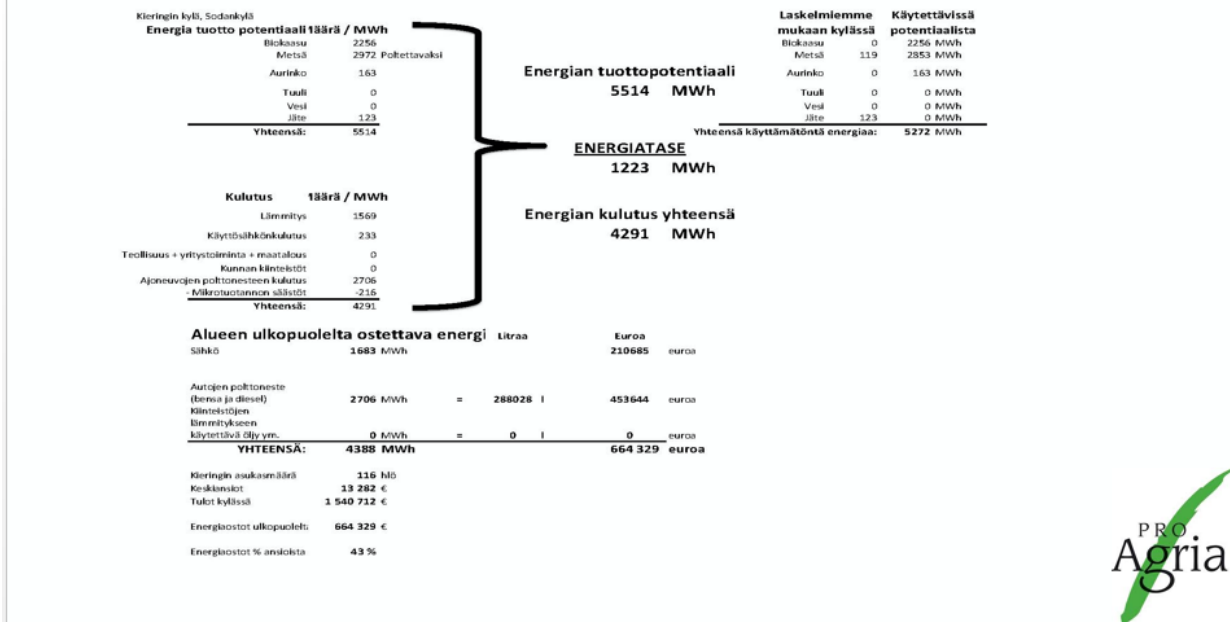 Kieringin kylä, Sodankylä
Energia tuotto potentiaali määrä / MWh
Biokaasu 2256
Metsä 2972 Poltettavaksi
Aurinko 163
Tuuli 0
Vesi 0
Jäte 123
Yhteensä: 5514
Kulutus määrä / MWh
Lämmitys 1569
Käyttösähkönkulutus 233
Teollisuus + yritystoiminta + maatalous 0
Kunnan kiinteistöt 0
Ajoneuvojen polttonesteen kulutus 2706
- Mikrotuotannon säästöt -216
Yhteensä: 4291
Energian tuottopotentiaali
5514 MWh
ENERGIATASE
1223 MWh
Energian kulutus yhteensä
4291 MWh
Laskelmiemme Käytettävissä
mukaan kylässä potentiaalista
Biokaasu 0 2256 MWh
Metsä 119 2853 MWh
Aurinko 0 163 MWh
Tuuli 0 0 MWh
Vesi 0 0 MWh
Jäte 123 0 MWh
Yhteensä käyttämätöntä energiaa: 5272 MWh
Alueen ulkopuolelta ostettava energi Litraa Euroa
Sähkö 1683 MWh 210685 euroa
Autojen polttoneste
(bensa ja diesel) 2706 MWh = 288028 l 453644 euroa
Kiinteistöjen
lämmitykseen
käytettävä öljy ym. 0 MWh = 0 l 0 euroa
YHTEENSÄ: 4388 MWh 664 329 euroa
Kieringin asukasmäärä 116 hlö
Keskiansiot 13 282 €
Tulot kylässä 1 540 712 €
Energiaostot ulkopuolelta 664 329 €
Energiaostot % ansioista 43 %
PRO
Agria